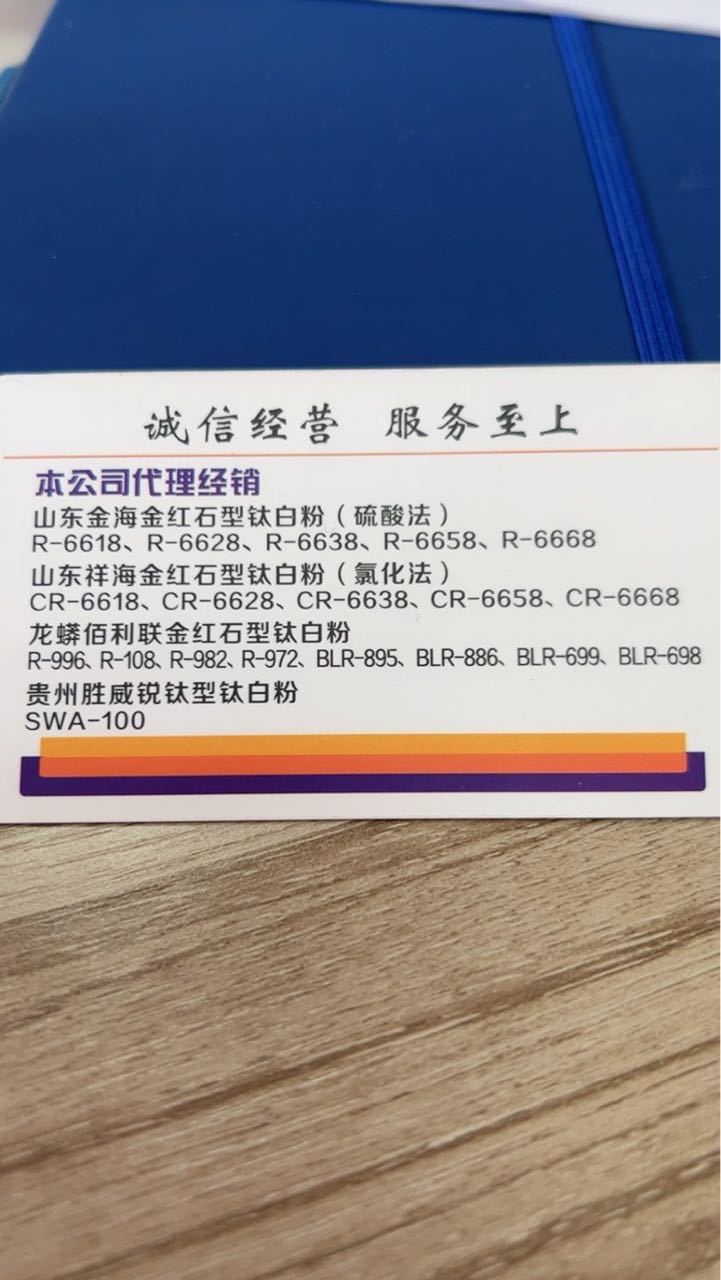 诚信经营 服务至上
本公司代理经销
山东金海金红石型钛白粉（硫酸法）
R-6618、R-6628、R-6638、R-6658、R-6668
山东祥海金红石型钛白粉（氯化法）
CR-6618、CR-6628、CR-6638、CR-6658、CR-6668
龙蟒佰利联金红石型钛白粉
R-996、R-108、R-982、R-972、BLR-895、BLR-886、BLR-699、BLR-698
贵州胜威锐钛型钛白粉
SWA-100